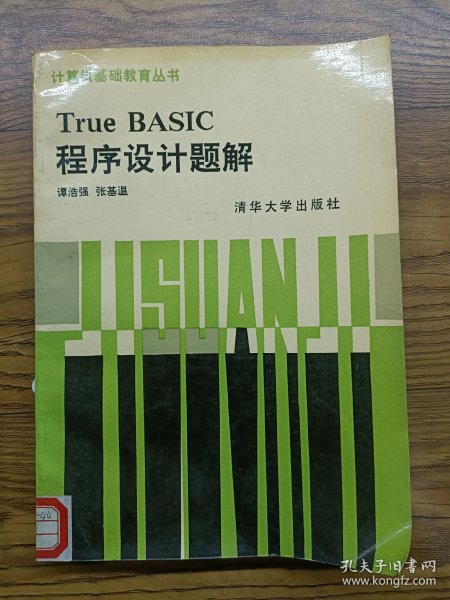 计算机基础教育丛书
True BASIC
程序设计题解
谭浩强 张基温
清华大学出版社
JISUANJI
-44
孔夫子旧书网
www.kongfz.com